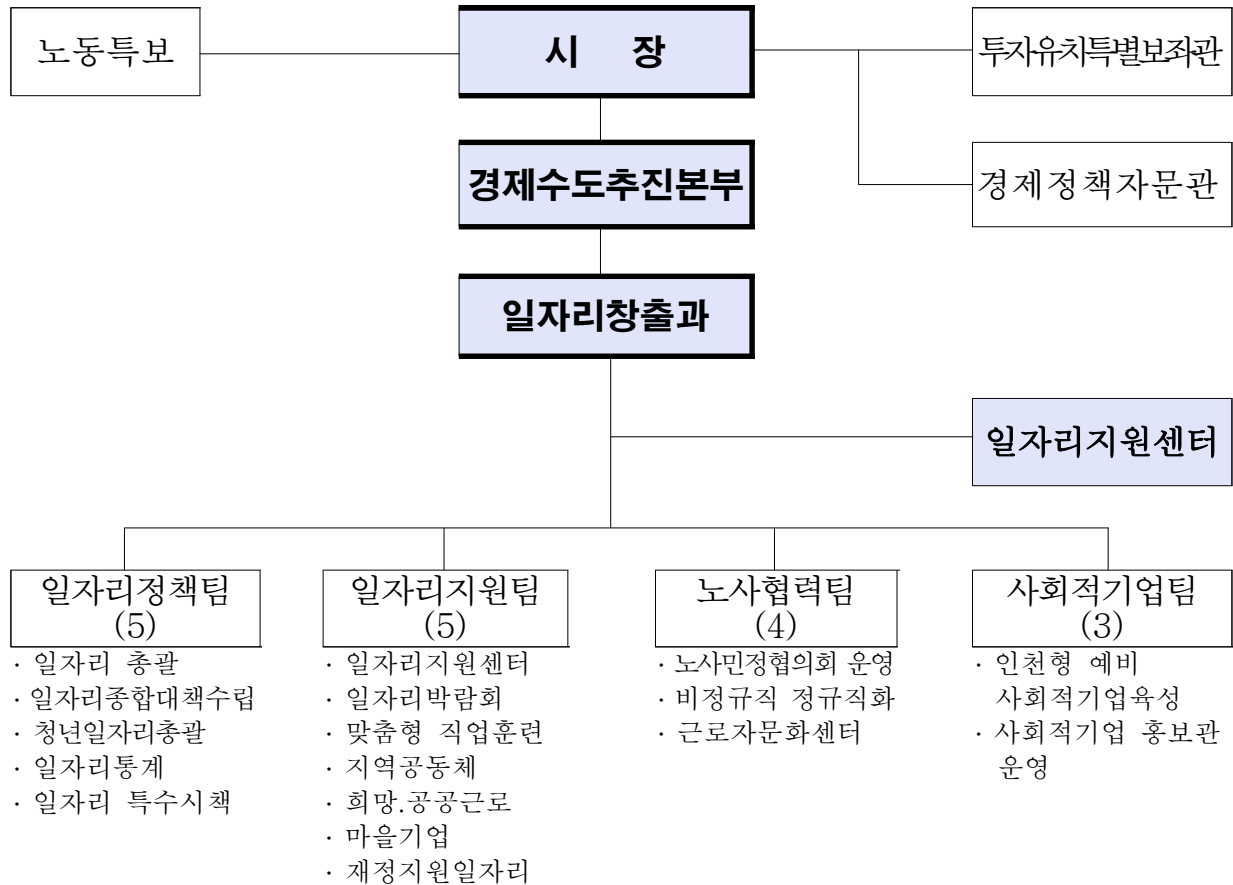 노동특보
시 장
투자유치특별보좌관
경제수도추진본부
경제정책자문관
일자리창출과
일자리지원센터
일자리정책팀
(5)
· 일자리 총괄
· 일자리종합대책수립
· 청년일자리총괄
· 일자리통계
· 일자리 특수시책
일자리지원팀
(5)
· 일자리지원센터
· 일자리박람회
· 맞춤형 직업훈련
· 지역공동체
· 희망.공공근로
· 마을기업
· 재정지원일자리
노사협력팀
(4)
· 노사민정협의회 운영
· 비정규직 정규직화
· 근로자문화센터
사회적기업팀
(3)
· 인천형 예비
사회적기업육성
· 사회적기업 홍보관
운영